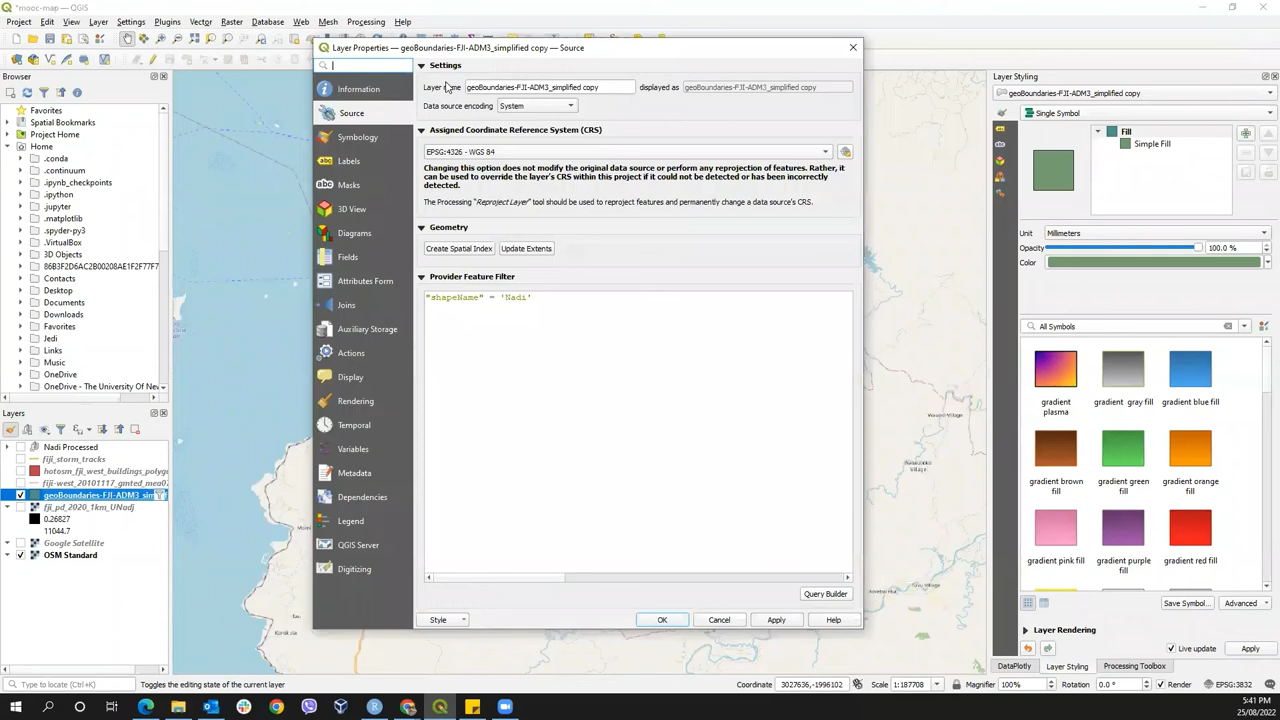 *mooc-map — QGIS
Project Edit View Layer Settings Plugins Vector Raster Database Web Mesh Processing Help
Browser
Favorites
Spatial Bookmarks
Project Home
Home
.conda
.continuum
.ipynb_checkpoints
.ipython
.jupyter
.matplotlib
.spyder-py3
.VirtualBox
3D Objects
86B3F2D6AC2B00208AE1F2F77F7
Contacts
Desktop
Documents
Downloads
Favorites
Jedi
Links
Music
OneDrive
OneDrive - The University Of New
Layers
Nadi Processed
fiji_storm_tracks
hotosm_fji_west_buildings_polygo
fiji-west_20101117_gmted_mea0
geoBoundaries-FJI-ADM3_sim
fji_pd_2020_1km_UNadj
0.26827
11044.7
Google Satellite
OSM Standard
Layer Properties — geoBoundaries-FJI-ADM3_simplified copy — Source
Information
Source
Symbology
Labels
Masks
3D View
Diagrams
Fields
Attributes Form
Joins
Auxiliary Storage
Actions
Display
Rendering
Temporal
Variables
Metadata
Dependencies
Legend
QGIS Server
Digitizing
Settings
Layer name geoBoundaries-FJI-ADM3_simplified copy displayed as geoBoundaries-FJI-ADM3_simplified copy
Data source encoding System
Assigned Coordinate Reference System (CRS)
EPSG:4326 - WGS 84
Changing this option does not modify the original data source or perform any reprojection of features. Rather, it
can be used to override the layer's CRS within this project if it could not be detected or has been incorrectly
detected.
The Processing "Reproject Layer" tool should be used to reproject features and permanently change a data source's CRS.
Geometry
Create Spatial Index Update Extents
Provider Feature Filter
"shapeName" = 'Nadi'
Query Builder
Style OK Cancel Apply Help
Layer Styling
geoBoundaries-FJI-ADM3_simplified copy
Single Symbol
Fill
Simple Fill
Unit Millimeters
Opacity 100.0 %
Color
All Symbols
gradient plasma
gradient gray fill
gradient blue fill
gradient brown fill
gradient green fill
gradient orange fill
gradient pink fill
gradient purple fill
gradient red fill
Save Symbol... Advanced
Layer Rendering
Live update Apply
DataPlotly Layer Styling Processing Toolbox
Type to locate (Ctrl+K) Toggles the editing state of the current layer Coordinate 3027636,-1996102 Scale 1:187708 Magnifier 100% Rotation 0.0 ° Render EPSG:3832
5:41 PM
25/08/2022